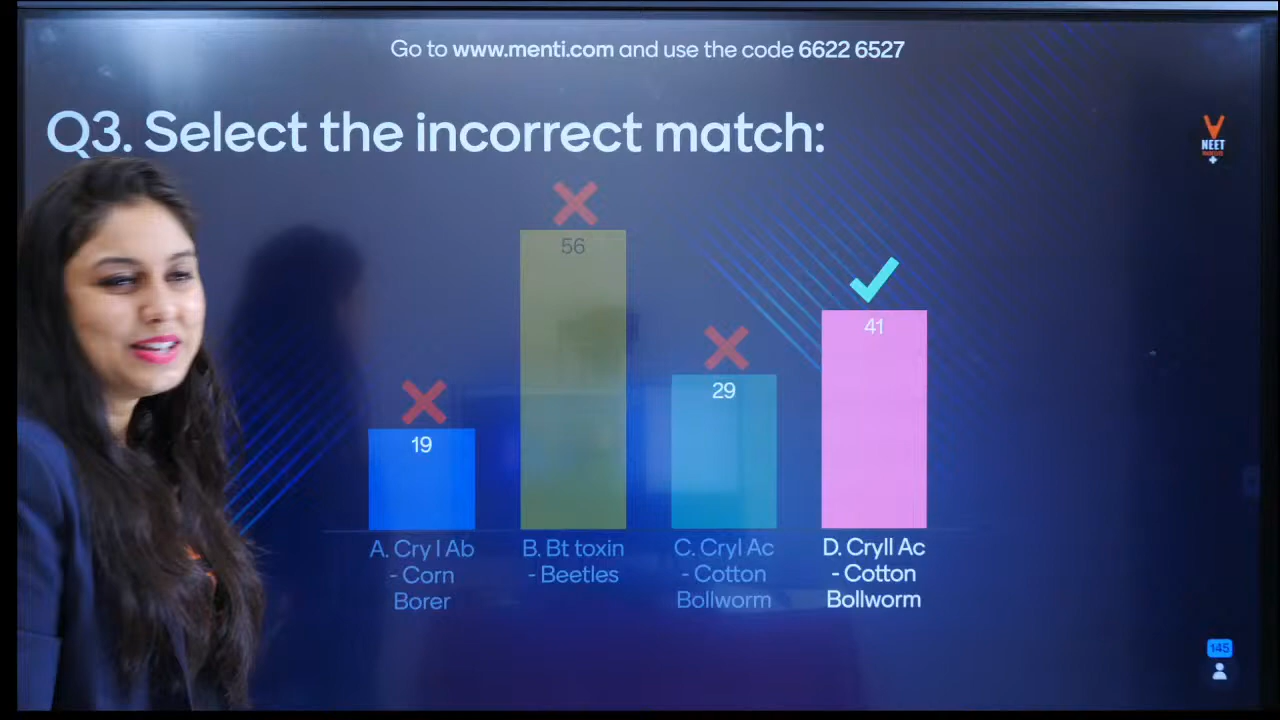 Go to www.menti.com and use the code 6622 6527
Q3. Select the incorrect match:
NEET
56
41
29
19
A. Cry I Ab
- Corn
Borer
B. Bt toxin
- Beetles
C. CryI Ac
- Cotton
Bollworm
D. CryII Ac
- Cotton
Bollworm
145